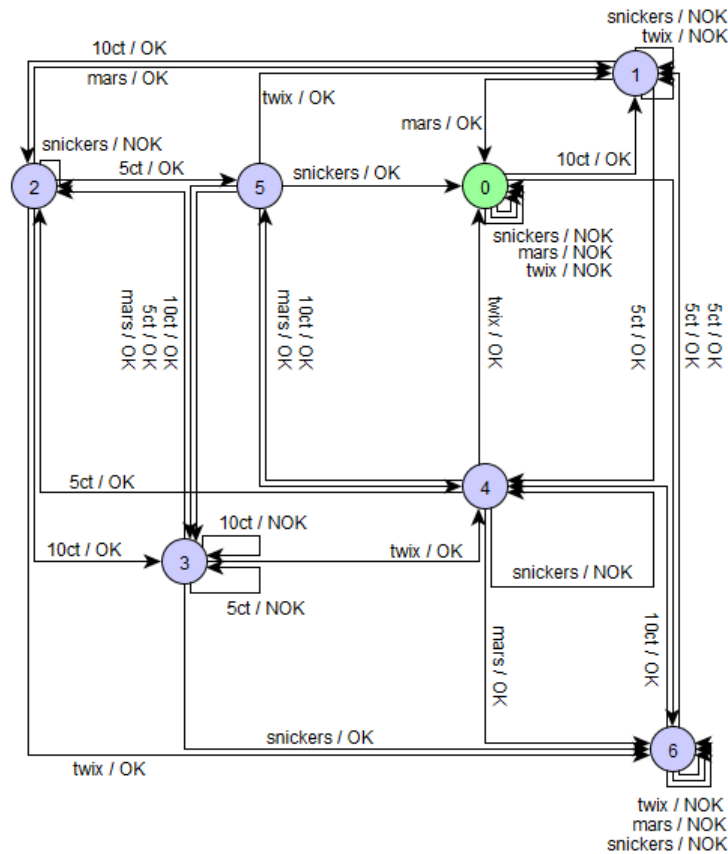 snickers / NOK
twix / NOK
10ct / OK
mars / OK
1
twix / OK
mars / OK
snickers / NOK
5ct / OK
10ct / OK
2
5
snickers / OK
0
snickers / NOK
mars / NOK
twix / NOK
10ct / OK
5ct / OK
mars / OK
10ct / OK
mars / OK
twix / OK
5ct / OK
5ct / OK
5ct / OK
5ct / OK
4
10ct / NOK
10ct / OK
3
twix / OK
snickers / NOK
5ct / NOK
10ct / OK
mars / OK
snickers / OK
6
twix / OK
twix / NOK
mars / NOK
snickers / NOK